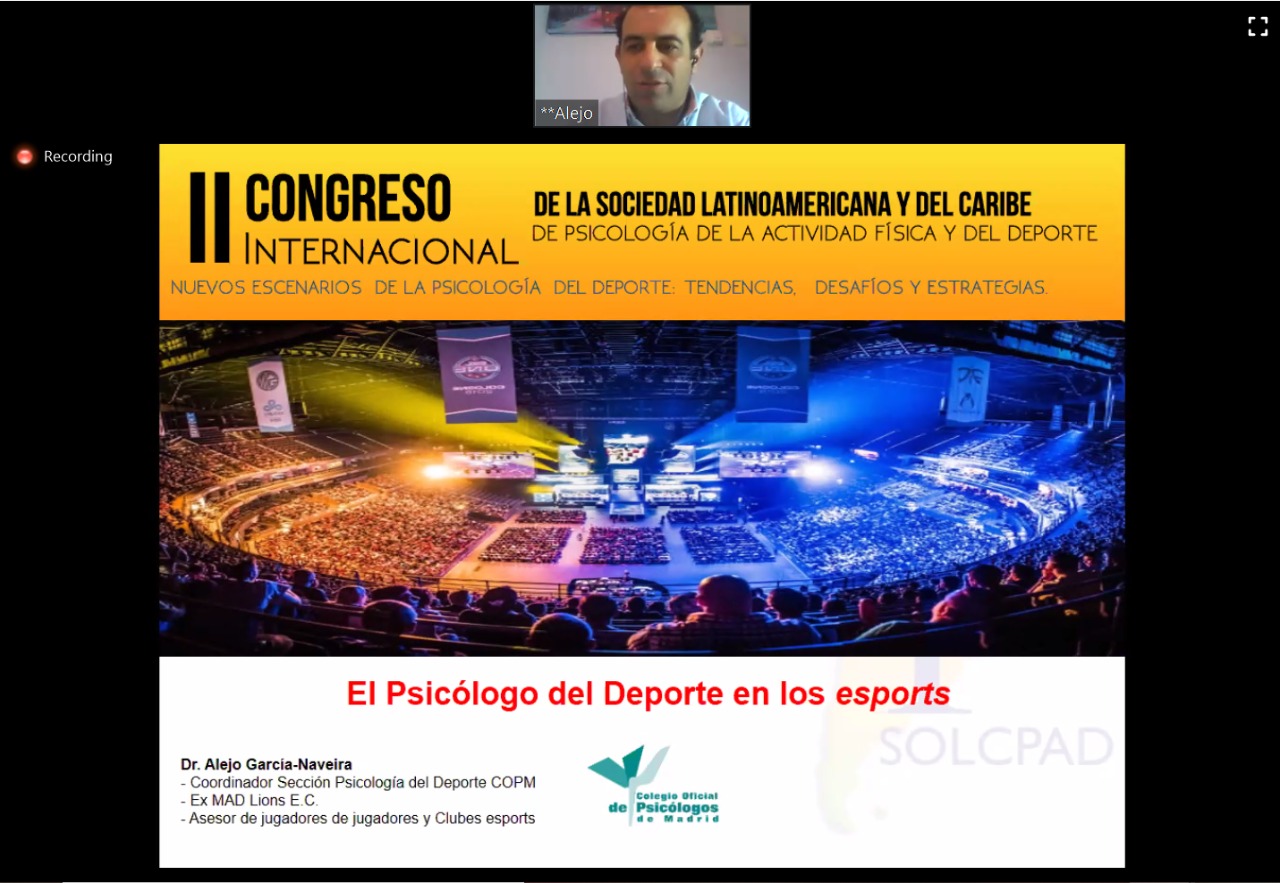 **Alejo
Recording
II CONGRESO
INTERNACIONAL
DE LA SOCIEDAD LATINOAMERICANA Y DEL CARIBE
DE PSICOLOGÍA DE LA ACTIVIDAD FÍSICA Y DEL DEPORTE
NUEVOS ESCENARIOS DE LA PSICOLOGÍA DEL DEPORTE: TENDENCIAS, DESAFÍOS Y ESTRATEGIAS.
El Psicólogo del Deporte en los esports
SOLCPAD
Dr. Alejo García-Naveira
- Coordinador Sección Psicología del Deporte COPM
- Ex MAD Lions E.C.
- Asesor de jugadores de jugadores y Clubes esports
Colegio Oficial
de Psicólogos
de Madrid